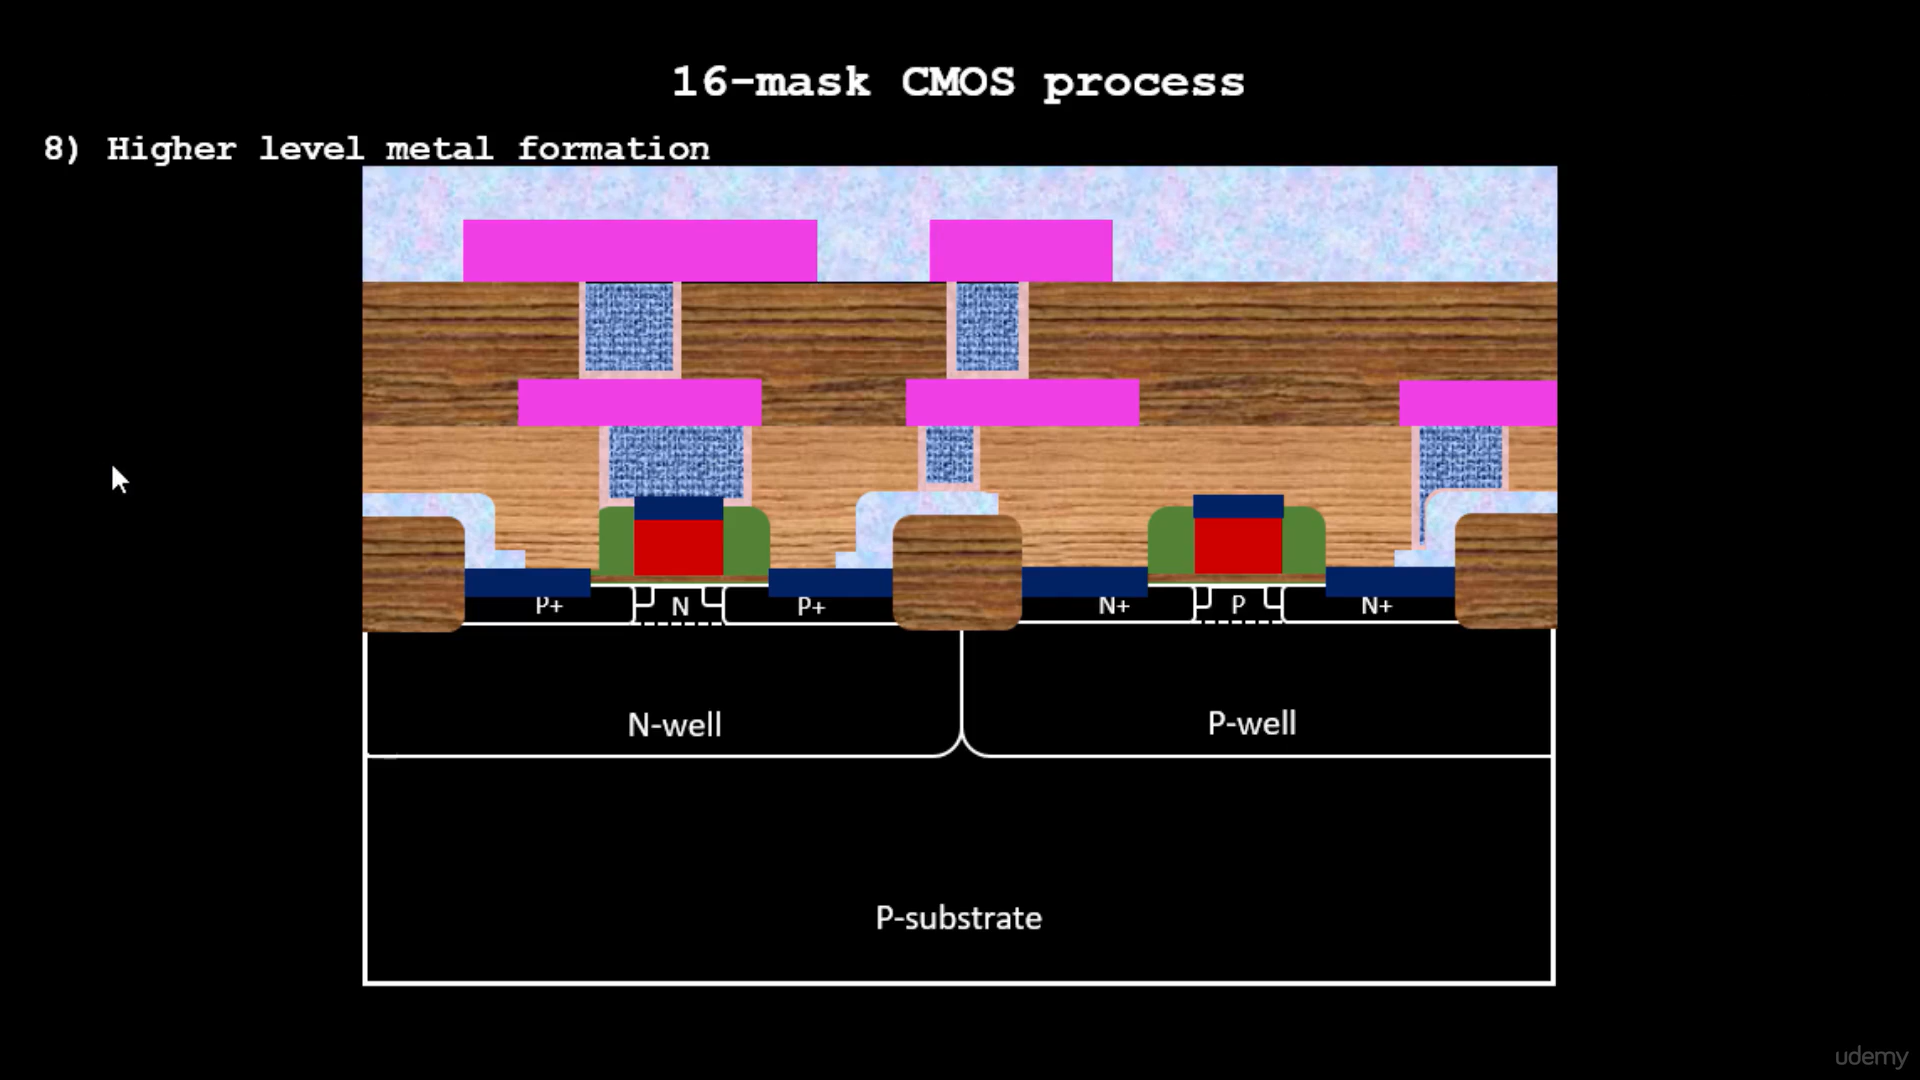 16-mask CMOS process
8) Higher level metal formation
P+ N P+ N+ P N+
N-well P-well
P-substrate
udemy